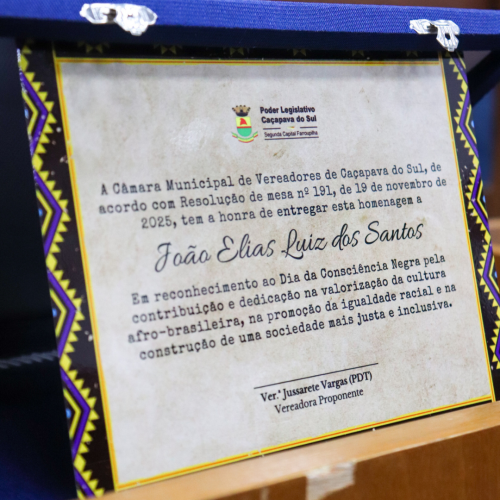 Poder Legislativo
Caçapava do Sul
Segunda Capital Farroupilha
A Câmara Municipal de Vereadores de Caçapava do Sul, de
acordo com Resolução de mesa nº 191, de 19 de novembro de
2025, tem a honra de entregar esta homenagem a
João Elias Luiz dos Santos
Em reconhecimento ao Dia da Consciência Negra pela
contribuição e dedicação na valorização da cultura
afro-brasileira, na promoção da igualdade racial e na
construção de uma sociedade mais justa e inclusiva.
Ver.ª Jussarete Vargas (PDT)
Vereadora Proponente